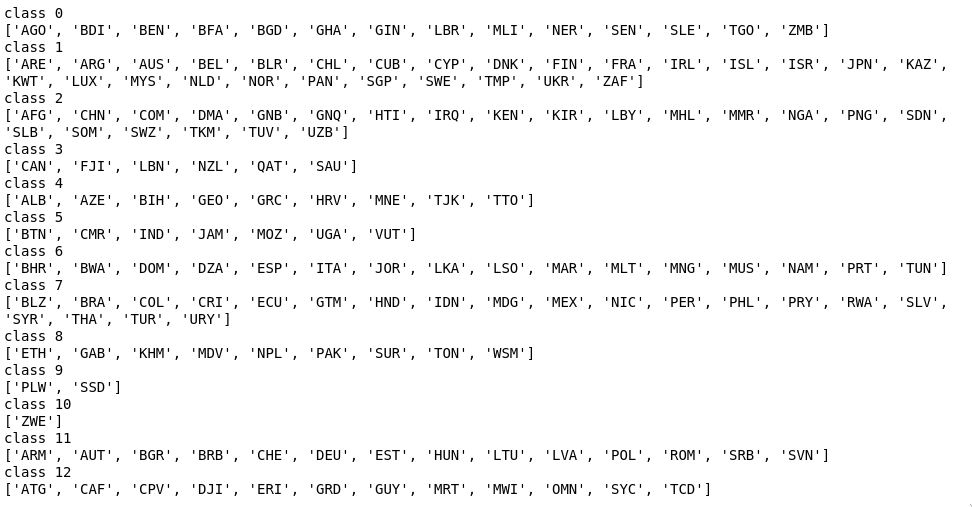 class 0
['AGO', 'BDI', 'BEN', 'BFA', 'BGD', 'GHA', 'GIN', 'LBR', 'MLI', 'NER', 'SEN', 'SLE', 'TGO', 'ZMB']
class 1
['ARE', 'ARG', 'AUS', 'BEL', 'BLR', 'CHL', 'CUB', 'CYP', 'DNK', 'FIN', 'FRA', 'IRL', 'ISL', 'ISR', 'JPN', 'KAZ',
'KWT', 'LUX', 'MYS', 'NLD', 'NOR', 'PAN', 'SGP', 'SWE', 'TMP', 'UKR', 'ZAF']
class 2
['AFG', 'CHN', 'COM', 'DMA', 'GNB', 'GNQ', 'HTI', 'IRQ', 'KEN', 'KIR', 'LBY', 'MHL', 'MMR', 'NGA', 'PNG', 'SDN',
'SLB', 'SOM', 'SWZ', 'TKM', 'TUV', 'UZB']
class 3
['CAN', 'FJI', 'LBN', 'NZL', 'QAT', 'SAU']
class 4
['ALB', 'AZE', 'BIH', 'GEO', 'GRC', 'HRV', 'MNE', 'TJK', 'TTO']
class 5
['BTN', 'CMR', 'IND', 'JAM', 'MOZ', 'UGA', 'VUT']
class 6
['BHR', 'BWA', 'DOM', 'DZA', 'ESP', 'ITA', 'JOR', 'LKA', 'LSO', 'MAR', 'MLT', 'MNG', 'MUS', 'NAM', 'PRT', 'TUN']
class 7
['BLZ', 'BRA', 'COL', 'CRI', 'ECU', 'GTM', 'HND', 'IDN', 'MDG', 'MEX', 'NIC', 'PER', 'PHL', 'PRY', 'RWA', 'SLV',
'SYR', 'THA', 'TUR', 'URY']
class 8
['ETH', 'GAB', 'KHM', 'MDV', 'NPL', 'PAK', 'SUR', 'TON', 'WSM']
class 9
['PLW', 'SSD']
class 10
['ZWE']
class 11
['ARM', 'AUT', 'BGR', 'BRB', 'CHE', 'DEU', 'EST', 'HUN', 'LTU', 'LVA', 'POL', 'ROM', 'SRB', 'SVN']
class 12
['ATG', 'CAF', 'CPV', 'DJI', 'ERI', 'GRD', 'GUY', 'MRT', 'MWI', 'OMN', 'SYC', 'TCD']